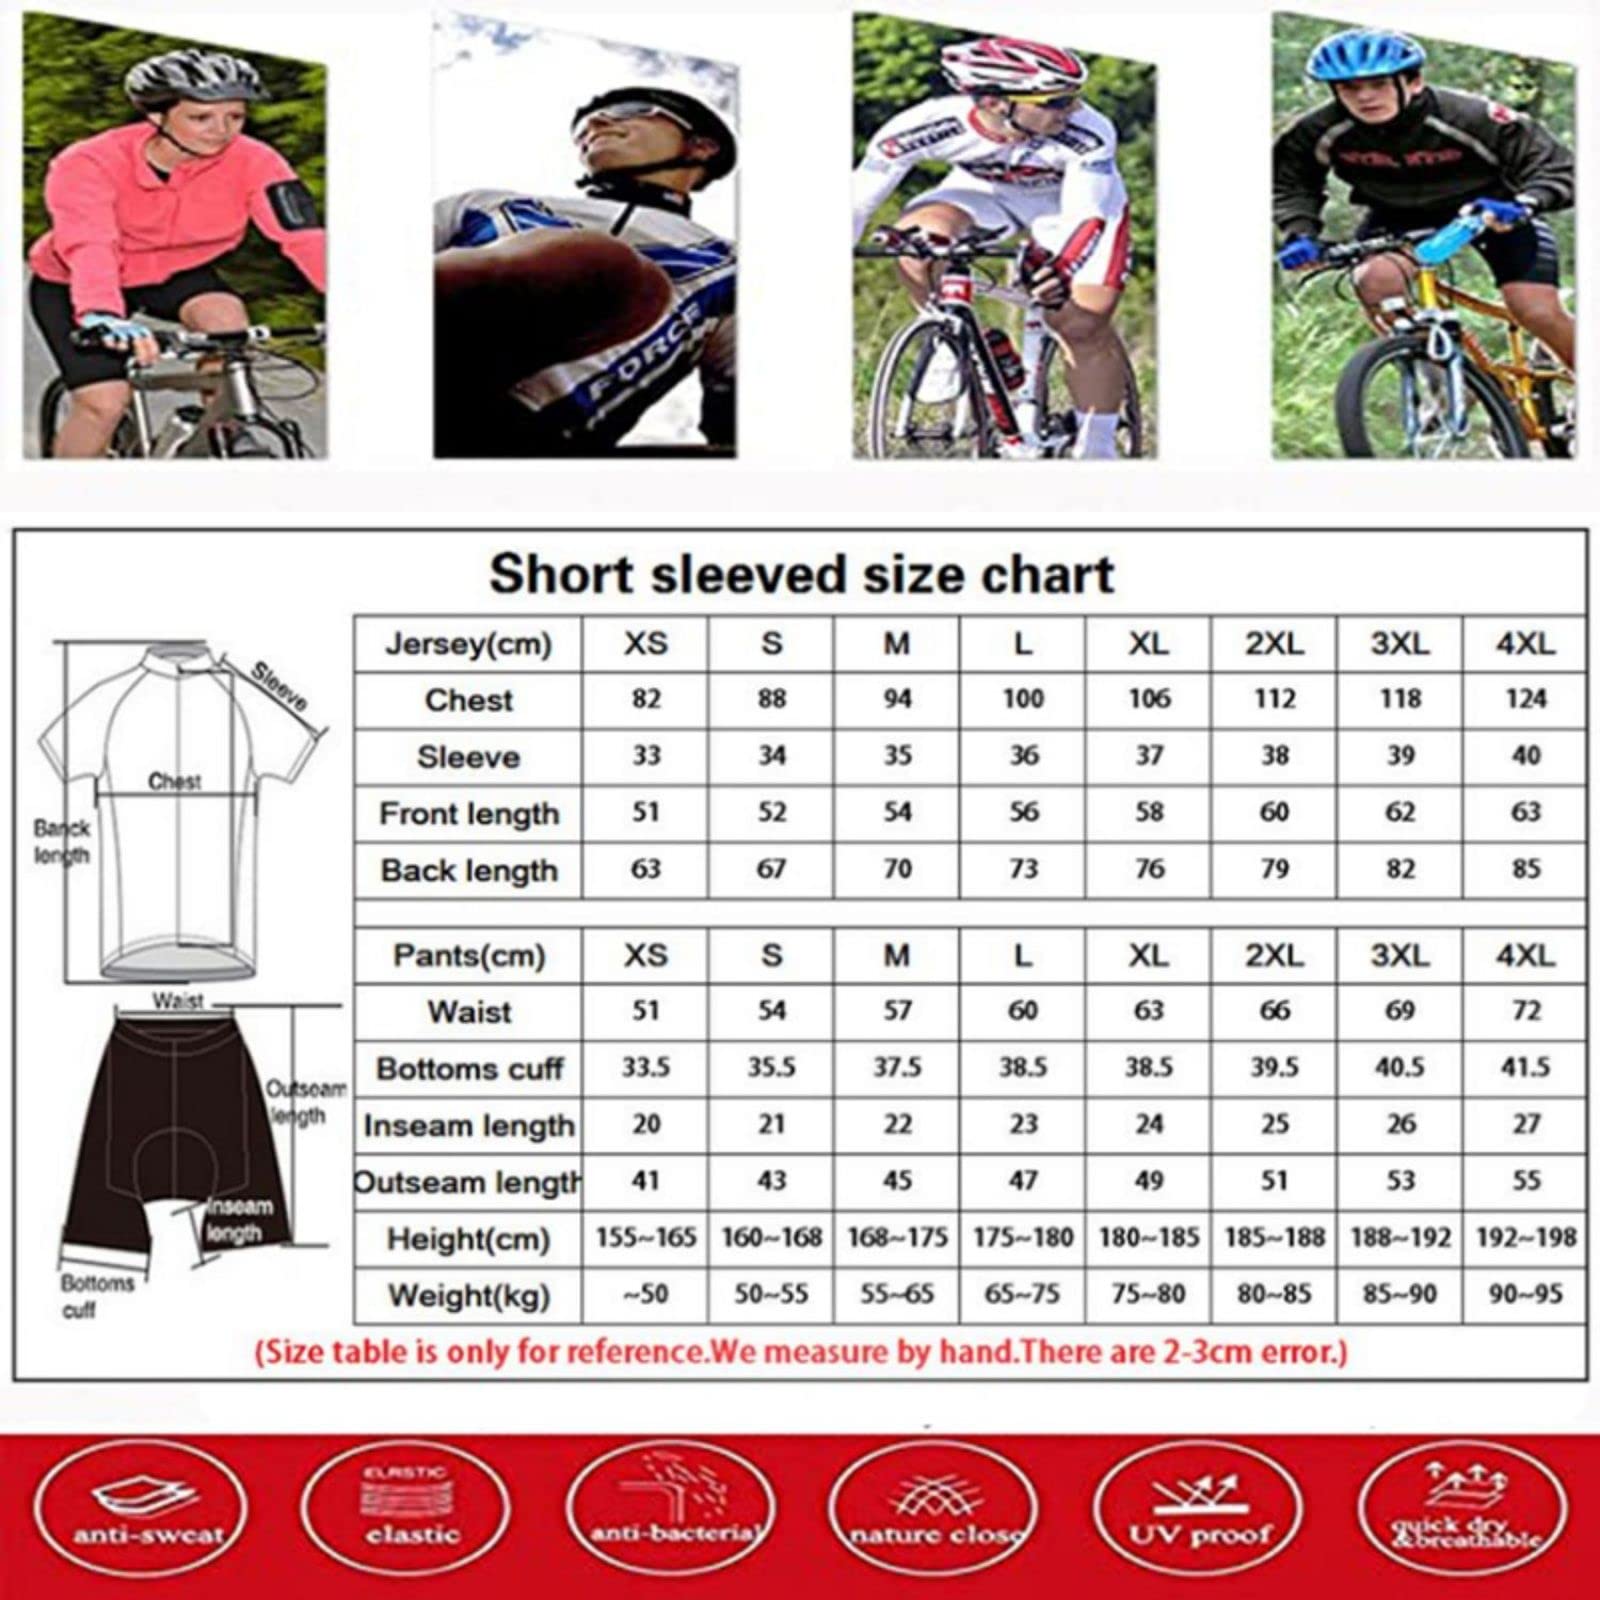 FORCE
Short sleeved size chart
Jersey(cm) XS S M L XL 2XL 3XL 4XL
Chest 82 88 94 100 106 112 118 124
Sleeve 33 34 35 36 37 38 39 40
Front length 51 52 54 56 58 60 62 63
Back length 63 67 70 73 76 79 82 85
Pants(cm) XS S M L XL 2XL 3XL 4XL
Waist 51 54 57 60 63 66 69 72
Bottoms cuff 33.5 35.5 37.5 38.5 38.5 39.5 40.5 41.5
Inseam length 20 21 22 23 24 25 26 27
Outseam length 41 43 45 47 49 51 53 55
Height(cm) 155~165 160~168 168~175 175~180 180~185 185~188 188~192 192~198
Weight(kg) ~50 50~55 55~65 65~75 75~80 80~85 85~90 90~95
Sleeve
Chest
Banck
length
Waist
Outseam
length
Inseam
length
Bottoms
cuff
(Size table is only for reference.We measure by hand.There are 2-3cm error.)
anti-sweat
ELASTIC
elastic
anti-bacterial
nature close
UV proof
quick dry
&breathable